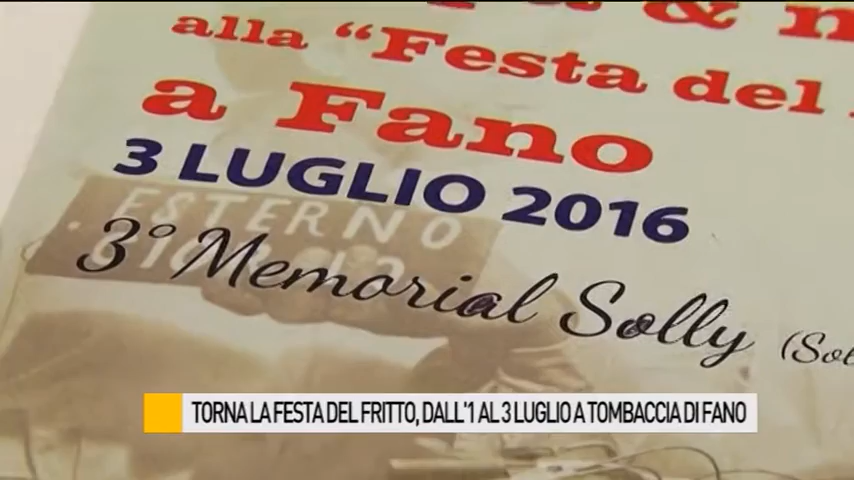 & 
alla “Festa del
a Fano
3 LUGLIO 2016
ESTERNO
3° Memorial Solly
TORNA LA FESTA DEL FRITTO, DALL'1 AL 3 LUGLIO A TOMBACCIA DI FANO